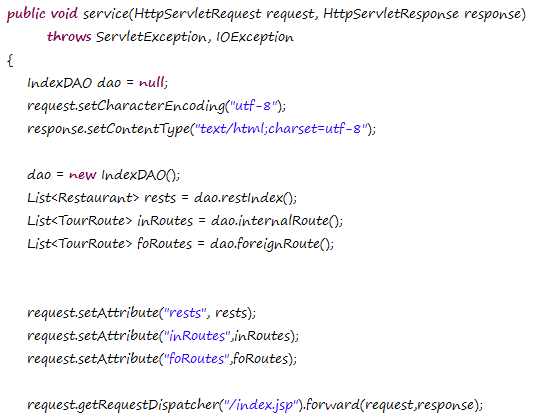 public void service(HttpServletRequest request, HttpServletResponse response)
throws ServletException, IOException
{
IndexDAO dao = null;
request.setCharacterEncoding("utf-8");
response.setContentType("text/html;charset=utf-8");
dao = new IndexDAO();
List<Restaurant> rests = dao.restIndex();
List<TourRoute> inRoutes = dao.internalRoute();
List<TourRoute> foRoutes = dao.foreignRoute();
request.setAttribute("rests", rests);
request.setAttribute("inRoutes",inRoutes);
request.setAttribute("foRoutes",foRoutes);
request.getRequestDispatcher("/index.jsp").forward(request,response);